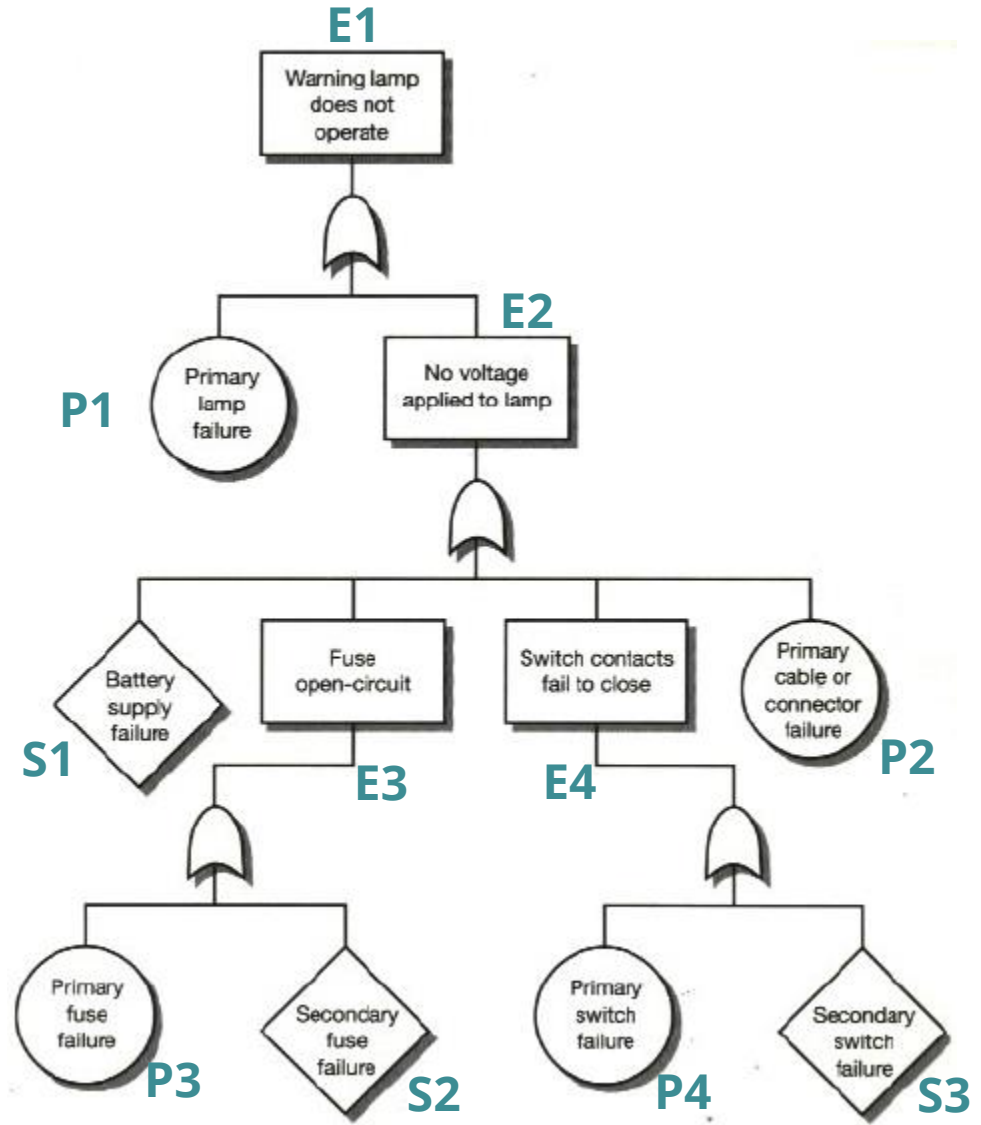 E1
Warning lamp
does not
operate
E2
P1
Primary
lamp
failure
No voltage
applied to lamp
Battery
supply
failure
S1
Fuse
open-circuit
E3
Switch contacts
fail to close
E4
Primary
cable or
connector
failure
P2
Primary
fuse
failure
P3
Secondary
fuse
failure
S2
Primary
switch
failure
P4
Secondary
switch
failure
S3